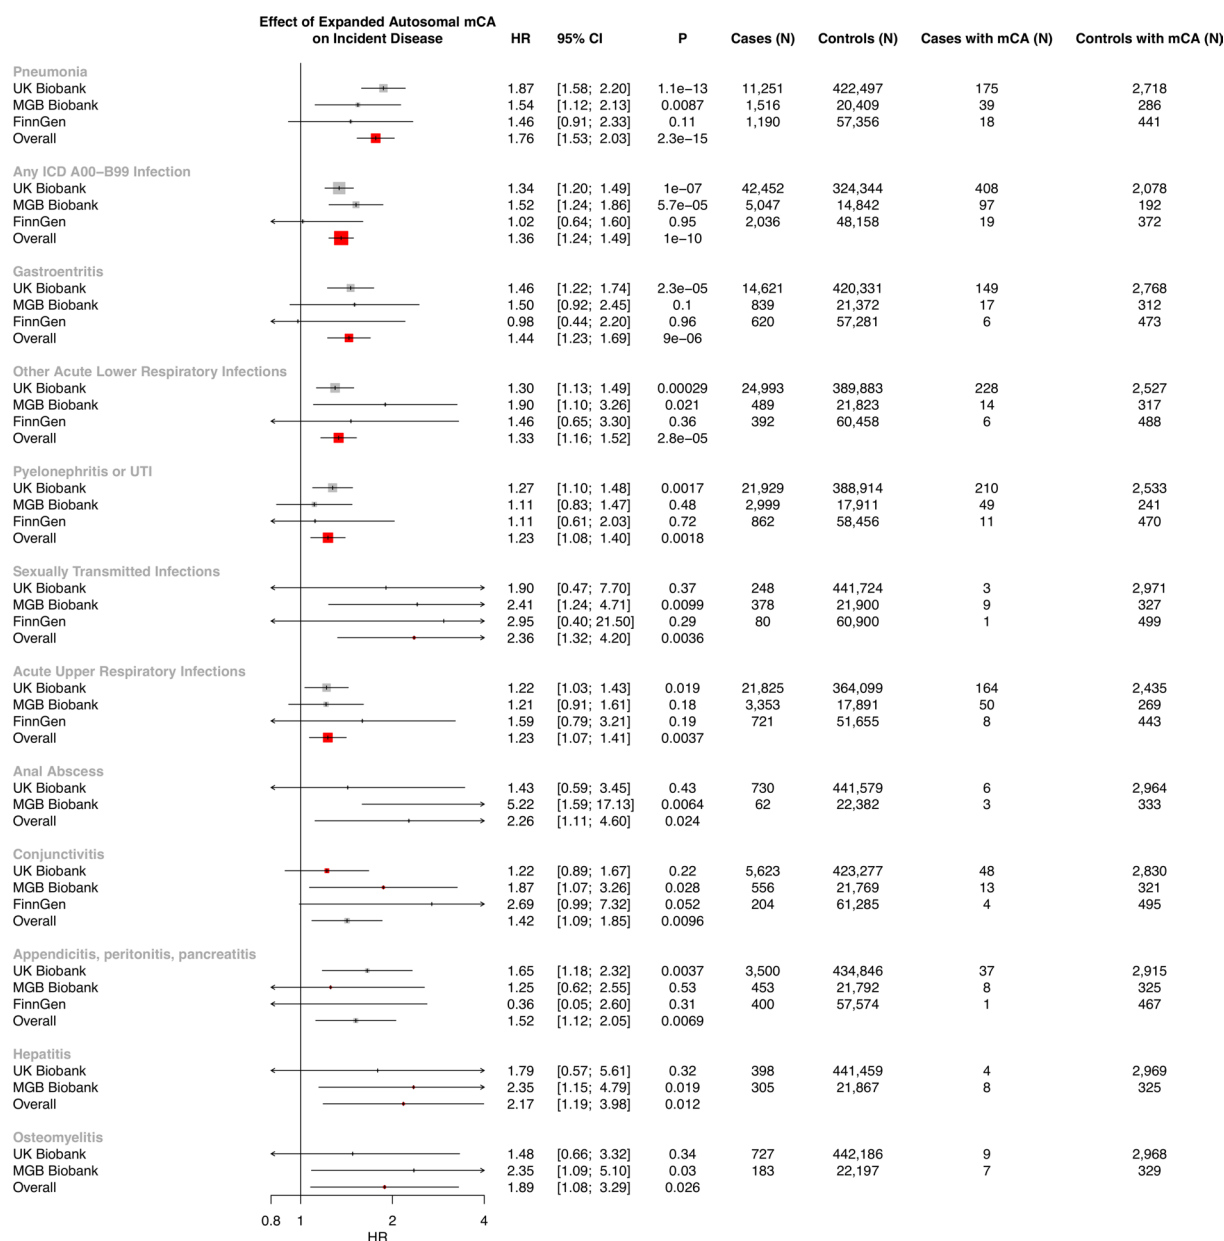 Effect of Expanded Autosomal mCA
on Incident Disease HR 95% CI P Cases (N) Controls (N) Cases with mCA (N) Controls with mCA (N)
Pneumonia
UK Biobank 1.87 [1.58; 2.20] 1.1e−13 11,251 422,497 175 2,718
MGB Biobank 1.54 [1.12; 2.13] 0.0087 1,516 20,409 39 286
FinnGen 1.46 [0.91; 2.33] 0.11 1,190 57,356 18 441
Overall 1.76 [1.53; 2.03] 2.3e−15
Any ICD A00−B99 Infection
UK Biobank 1.34 [1.20; 1.49] 1e−07 42,452 324,344 408 2,078
MGB Biobank 1.52 [1.24; 1.86] 5.7e−05 5,047 14,842 97 192
FinnGen 1.02 [0.64; 1.60] 0.95 2,036 48,158 19 372
Overall 1.36 [1.24; 1.49] 1e−10
Gastroentritis
UK Biobank 1.46 [1.22; 1.74] 2.3e−05 14,621 420,331 149 2,768
MGB Biobank 1.50 [0.92; 2.45] 0.1 839 21,372 17 312
FinnGen 0.98 [0.44; 2.20] 0.96 620 57,281 6 473
Overall 1.44 [1.23; 1.69] 9e−06
Other Acute Lower Respiratory Infections
UK Biobank 1.30 [1.13; 1.49] 0.00029 24,993 389,883 228 2,527
MGB Biobank 1.90 [1.10; 3.26] 0.021 489 21,823 14 317
FinnGen 1.46 [0.65; 3.30] 0.36 392 60,458 6 488
Overall 1.33 [1.16; 1.52] 2.8e−05
Pyelonephritis or UTI
UK Biobank 1.27 [1.10; 1.48] 0.0017 21,929 388,914 210 2,533
MGB Biobank 1.11 [0.83; 1.47] 0.48 2,999 17,911 49 241
FinnGen 1.11 [0.61; 2.03] 0.72 862 58,456 11 470
Overall 1.23 [1.08; 1.40] 0.0018
Sexually Transmitted Infections
UK Biobank 1.90 [0.47; 7.70] 0.37 248 441,724 3 2,971
MGB Biobank 2.41 [1.24; 4.71] 0.0099 378 21,900 9 327
FinnGen 2.95 [0.40; 21.50] 0.29 80 60,900 1 499
Overall 2.36 [1.32; 4.20] 0.0036
Acute Upper Respiratory Infections
UK Biobank 1.22 [1.03; 1.43] 0.019 21,825 364,099 164 2,435
MGB Biobank 1.21 [0.91; 1.61] 0.18 3,353 17,891 50 269
FinnGen 1.59 [0.79; 3.21] 0.19 721 51,655 8 443
Overall 1.23 [1.07; 1.41] 0.0037
Anal Abscess
UK Biobank 1.43 [0.59; 3.45] 0.43 730 441,579 6 2,964
MGB Biobank 5.22 [1.59; 17.13] 0.0064 62 22,382 3 333
Overall 2.26 [1.11; 4.60] 0.024
Conjunctivitis
UK Biobank 1.22 [0.89; 1.67] 0.22 5,623 423,277 48 2,830
MGB Biobank 1.87 [1.07; 3.26] 0.028 556 21,769 13 321
FinnGen 2.69 [0.99; 7.32] 0.052 204 61,285 4 495
Overall 1.42 [1.09; 1.85] 0.0096
Appendicitis, peritonitis, pancreatitis
UK Biobank 1.65 [1.18; 2.32] 0.0037 3,500 434,846 37 2,915
MGB Biobank 1.25 [0.62; 2.55] 0.53 453 21,792 8 325
FinnGen 0.36 [0.05; 2.60] 0.31 400 57,574 1 467
Overall 1.52 [1.12; 2.05] 0.0069
Hepatitis
UK Biobank 1.79 [0.57; 5.61] 0.32 398 441,459 4 2,969
MGB Biobank 2.35 [1.15; 4.79] 0.019 305 21,867 8 325
Overall 2.17 [1.19; 3.98] 0.012
Osteomyelitis
UK Biobank 1.48 [0.66; 3.32] 0.34 727 442,186 9 2,968
MGB Biobank 2.35 [1.09; 5.10] 0.03 183 22,197 7 329
Overall 1.89 [1.08; 3.29] 0.026
0.8 1 2 4
HR